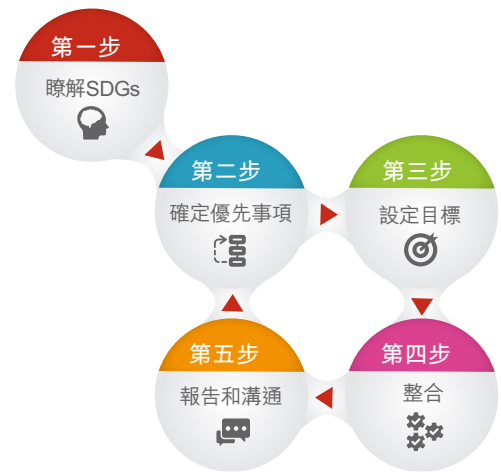 第一步
瞭解SDGs
第二步
確定優先事項
第三步
設定目標
第四步
整合
第五步
報告和溝通